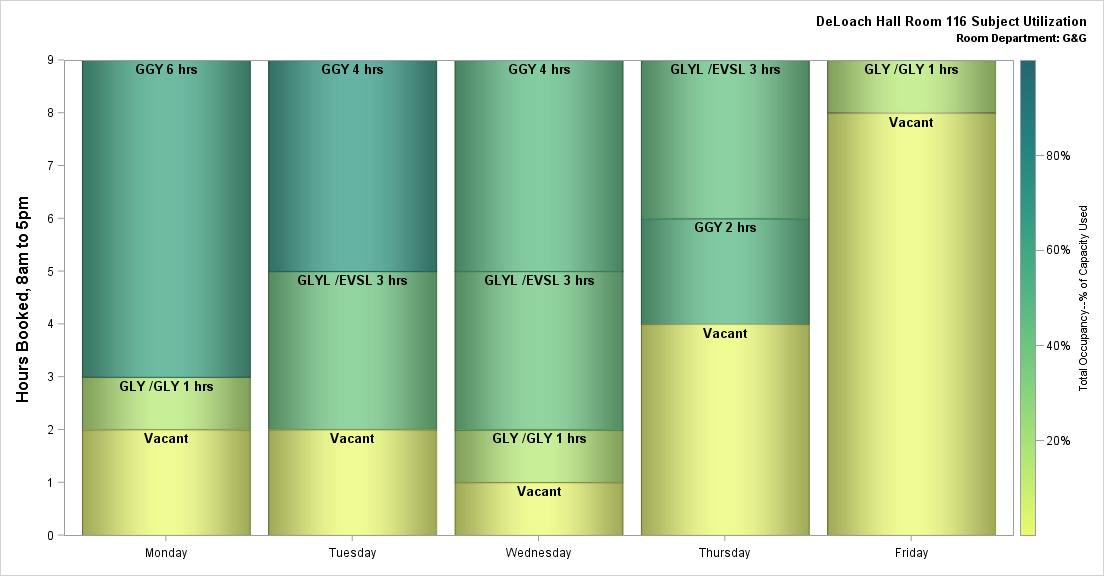 DeLoach Hall Room 116 Subject Utilization
Room Department: G&G
Hours Booked, 8am to 5pm
9
8
7
6
5
4
3
2
1
0
GGY 6 hrs
GLY /GLY 1 hrs
Vacant
GGY 4 hrs
GLYL /EVSL 3 hrs
Vacant
GGY 4 hrs
GLYL /EVSL 3 hrs
GLY /GLY 1 hrs
Vacant
GLYL /EVSL 3 hrs
GGY 2 hrs
Vacant
GLY /GLY 1 hrs
Vacant
Monday
Tuesday
Wednesday
Thursday
Friday
80%
60%
40%
20%
Total Occupancy--% of Capacity Used